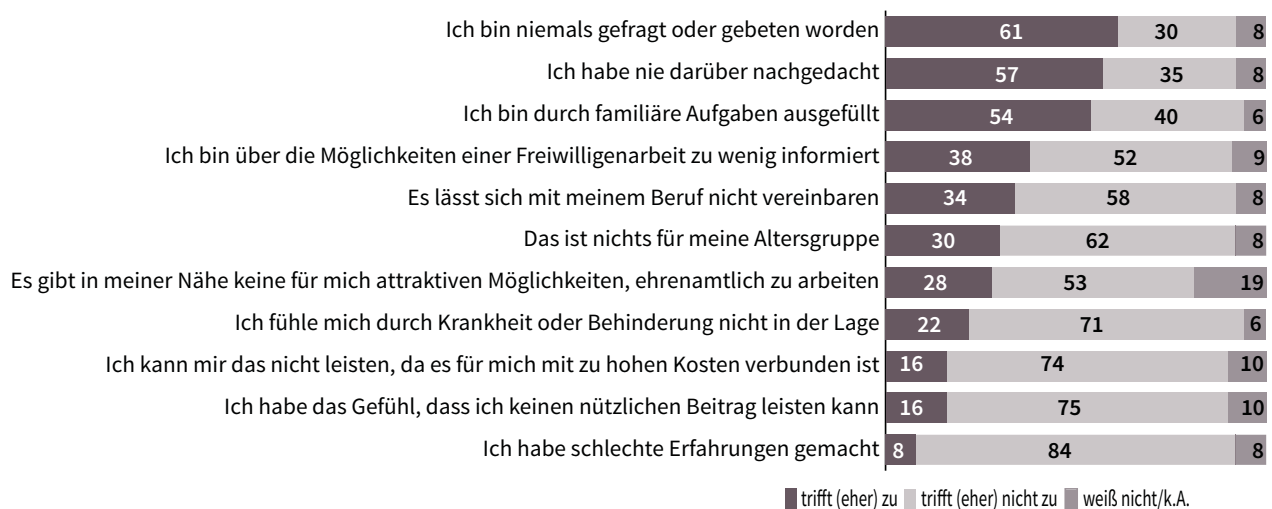 Ich bin niemals gefragt oder gebeten worden 61 30 8
Ich habe nie darüber nachgedacht 57 35 8
Ich bin durch familiäre Aufgaben ausgefüllt 54 40 6
Ich bin über die Möglichkeiten einer Freiwilligenarbeit zu wenig informiert 38 52 9
Es lässt sich mit meinem Beruf nicht vereinbaren 34 58 8
Das ist nichts für meine Altersgruppe 30 62 8
Es gibt in meiner Nähe keine für mich attraktiven Möglichkeiten, ehrenamtlich zu arbeiten 28 53 19
Ich fühle mich durch Krankheit oder Behinderung nicht in der Lage 22 71 6
Ich kann mir das nicht leisten, da es für mich mit zu hohen Kosten verbunden ist 16 74 10
Ich habe das Gefühl, dass ich keinen nützlichen Beitrag leisten kann 16 75 10
Ich habe schlechte Erfahrungen gemacht 8 84 8
trifft (eher) zu trifft (eher) nicht zu weiß nicht/k.A.